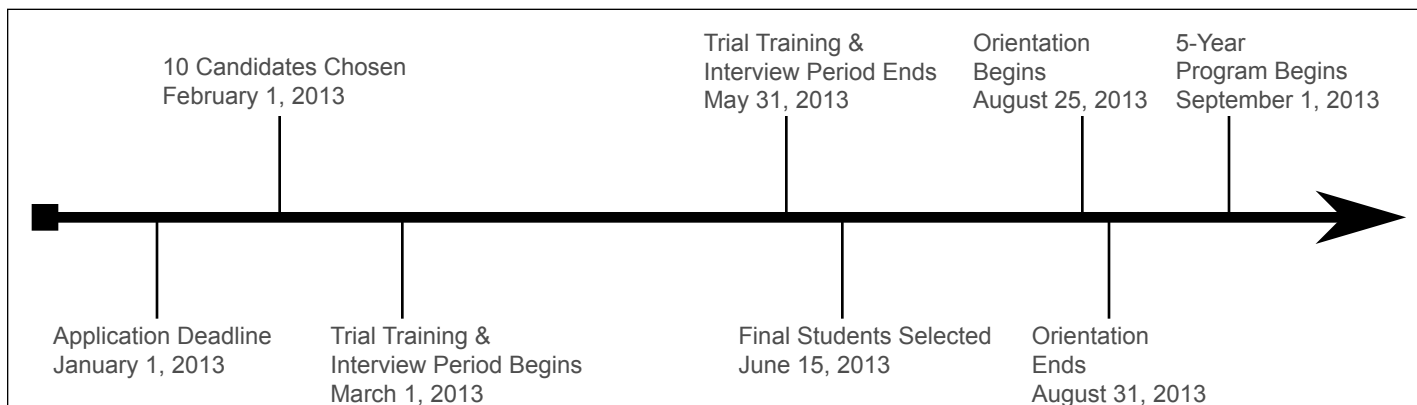 10 Candidates Chosen
February 1, 2013
Trial Training &
Interview Period Ends
May 31, 2013
Orientation
Begins
August 25, 2013
5-Year
Program Begins
September 1, 2013
Application Deadline
January 1, 2013
Trial Training &
Interview Period Begins
March 1, 2013
Final Students Selected
June 15, 2013
Orientation
Ends
August 31, 2013